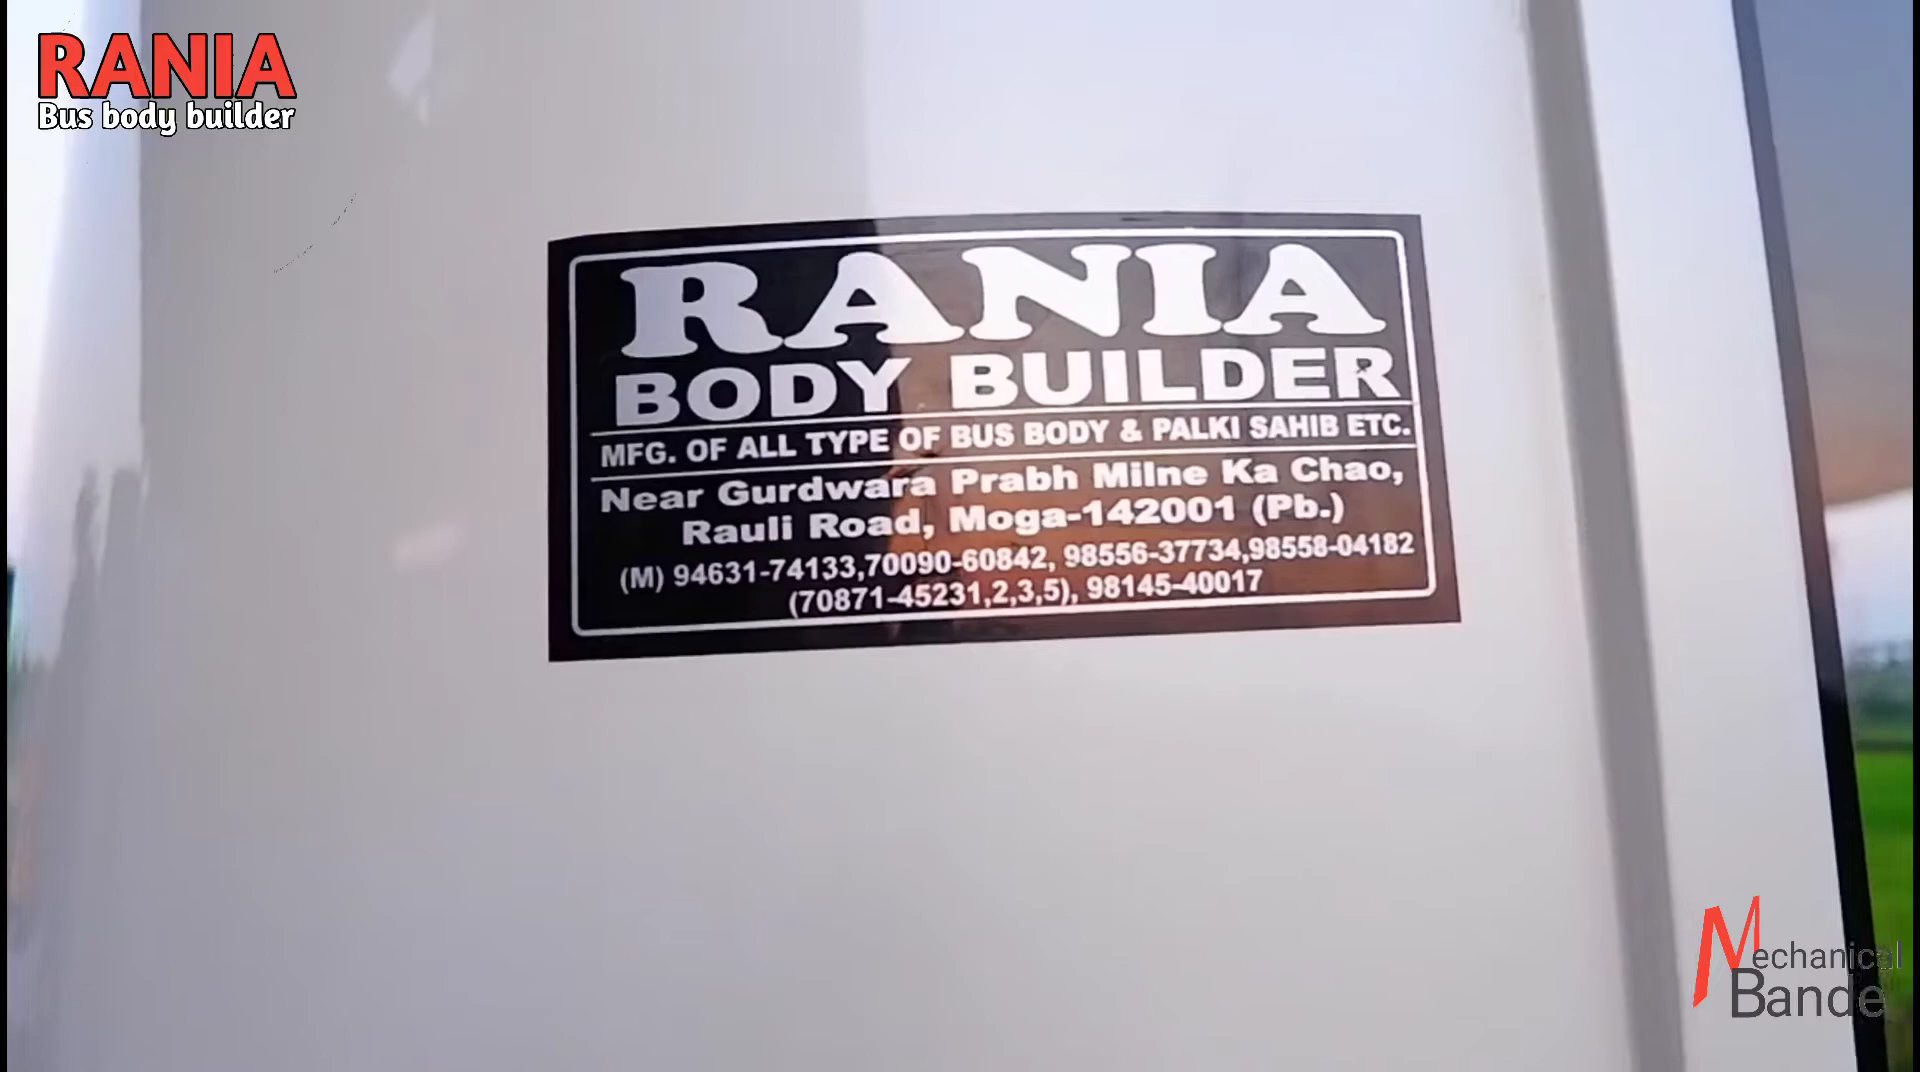 RANIA
Bus body builder
RANIA
BODY BUILDER
MFG. OF ALL TYPE OF BUS BODY & PALKI SAHIB ETC.
Near Gurdwara Prabh Milne Ka Chao,
Rauli Road, Moga-142001 (Pb.)
(M) 94631-74133,70090-60842, 98556-37734,98558-04182
(70871-45231,2,3,5), 98145-40017
Mechanical
Bande